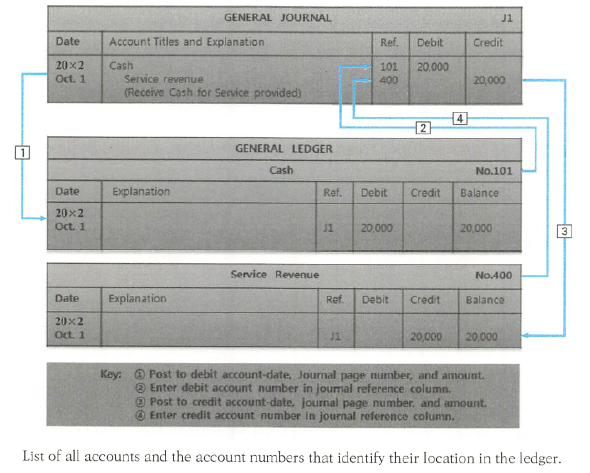 GENERAL JOURNAL J1
Date Account Titles and Explanation Ref. Debit Credit
20×2 Cash 101 20,000
Oct. 1 Service revenue 400 20,000
(Receive Cash for Service provided)
4
2
1
GENERAL LEDGER
Cash No.101
Date Explanation Ref. Debit Credit Balance
20×2
Oct. 1 J1 20,000 20,000
3
Service Revenue No.400
Date Explanation Ref. Debit Credit Balance
20×2
Oct. 1 J1 20,000 20,000
Key: ① Post to debit account-date, Journal page number, and amount.
② Enter debit account number in journal reference column.
③ Post to credit account-date, journal page number, and amount.
④ Enter credit account number in journal reference column.
List of all accounts and the account numbers that identify their location in the ledger.